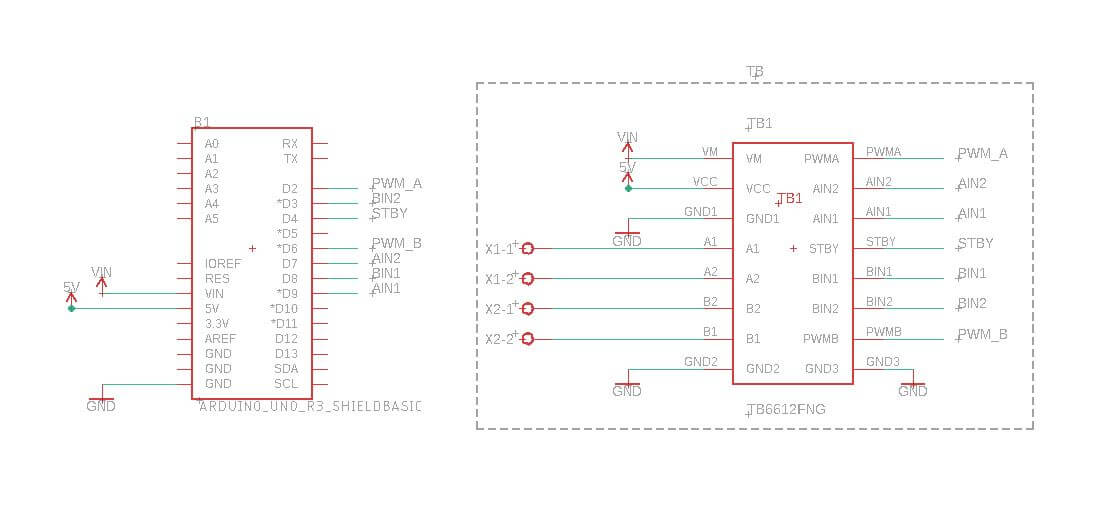 B1
A0 RX
A1 TX
A2
A3 D2 PWM_A
A4 *D3 BIN2
A5 D4 STBY
*D5
*D6 PWM_B
IOREF D7 AIN2
RES D8 BIN1
VIN VIN *D9 AIN1
5V 5V *D10
3.3V *D11
AREF D12
GND D13
GND SDA
GND GND SCL
ARDUINO_UNO_R3_SHIELDBASIC
TB
TB1
VIN VM VM PWMA PWMA PWM_A
5V VCC VCC AIN2 AIN2 AIN2
TB1
GND GND1 GND1 AIN1 AIN1 AIN1
X1-1 A1 A1 STBY STBY STBY
X1-2 A2 A2 BIN1 BIN1 BIN1
X2-1 B2 B2 BIN2 BIN2 BIN2
X2-2 B1 B1 PWMB PWMB PWM_B
GND GND2 GND2 GND3 GND3 GND
TB6612FNG